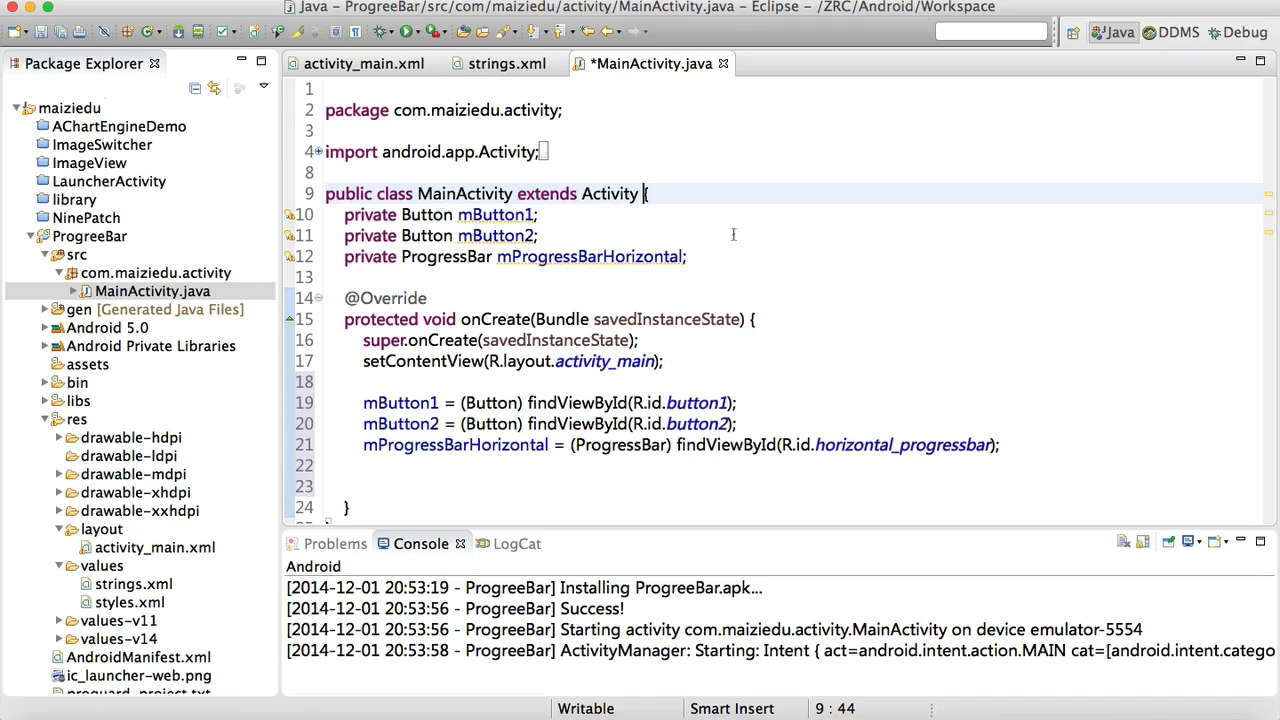 Java - ProgreeBar/src/com/maiziedu/activity/MainActivity.java - Eclipse - /ZRC/Android/Workspace
Java DDMS Debug
Package Explorer
maiziedu
AChartEngineDemo
ImageSwitcher
ImageView
LauncherActivity
library
NinePatch
ProgreeBar
src
com.maiziedu.activity
MainActivity.java
gen [Generated Java Files]
Android 5.0
Android Private Libraries
assets
bin
libs
res
drawable-hdpi
drawable-ldpi
drawable-mdpi
drawable-xhdpi
drawable-xxhdpi
layout
activity_main.xml
values
strings.xml
styles.xml
values-v11
values-v14
AndroidManifest.xml
ic_launcher-web.png
proguard_project.txt
activity_main.xml strings.xml *MainActivity.java
1
2 package com.maiziedu.activity;
3
4 import android.app.Activity;
8
9 public class MainActivity extends Activity {
10 private Button mButton1;
11 private Button mButton2;
12 private ProgressBar mProgressBarHorizontal;
13
14 @Override
15 protected void onCreate(Bundle savedInstanceState) {
16 super.onCreate(savedInstanceState);
17 setContentView(R.layout.activity_main);
18
19 mButton1 = (Button) findViewById(R.id.button1);
20 mButton2 = (Button) findViewById(R.id.button2);
21 mProgressBarHorizontal = (ProgressBar) findViewById(R.id.horizontal_progressbar);
22
23
24 }
Problems Console LogCat
Android
[2014-12-01 20:53:19 - ProgreeBar] Installing ProgreeBar.apk...
[2014-12-01 20:53:56 - ProgreeBar] Success!
[2014-12-01 20:53:56 - ProgreeBar] Starting activity com.maiziedu.activity.MainActivity on device emulator-5554
[2014-12-01 20:53:58 - ProgreeBar] ActivityManager: Starting: Intent { act=android.intent.action.MAIN cat=[android.intent.catego
Writable Smart Insert 9 : 44